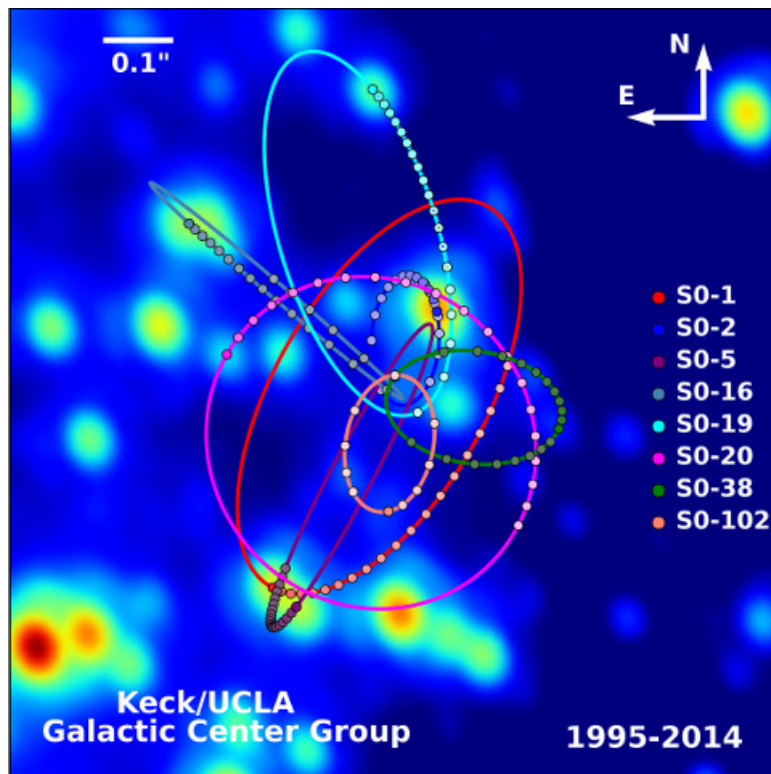 0.1"
N
E
S0-1
S0-2
S0-5
S0-16
S0-19
S0-20
S0-38
S0-102
Keck/UCLA
Galactic Center Group
1995-2014